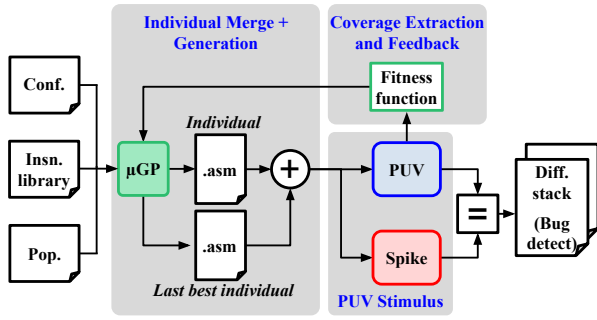 Individual Merge +
Generation
Coverage Extraction
and Feedback
Conf.
Insn.
library
Pop.
μGP
Individual
.asm
.asm
Last best individual
+
Fitness
function
PUV
Spike
PUV Stimulus
=
Diff.
stack
(Bug
detect)